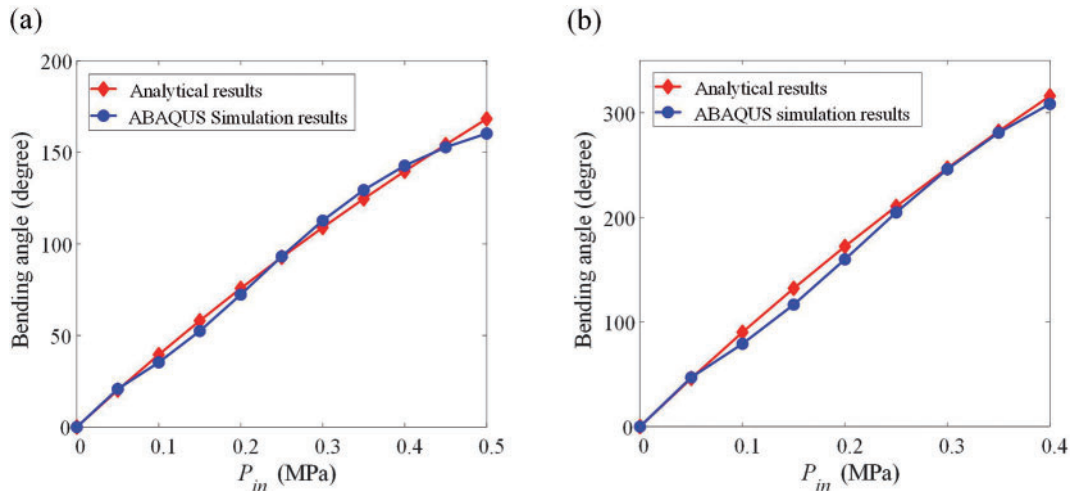 (a)
200
150
100
50
0
Bending angle (degree)
Analytical results
ABAQUS Simulation results
0 0.1 0.2 0.3 0.4 0.5
P_in (MPa)
(b)
300
200
100
0
Bending angle (degree)
Analytical results
ABAQUS simulation results
0 0.1 0.2 0.3 0.4
P_in (MPa)